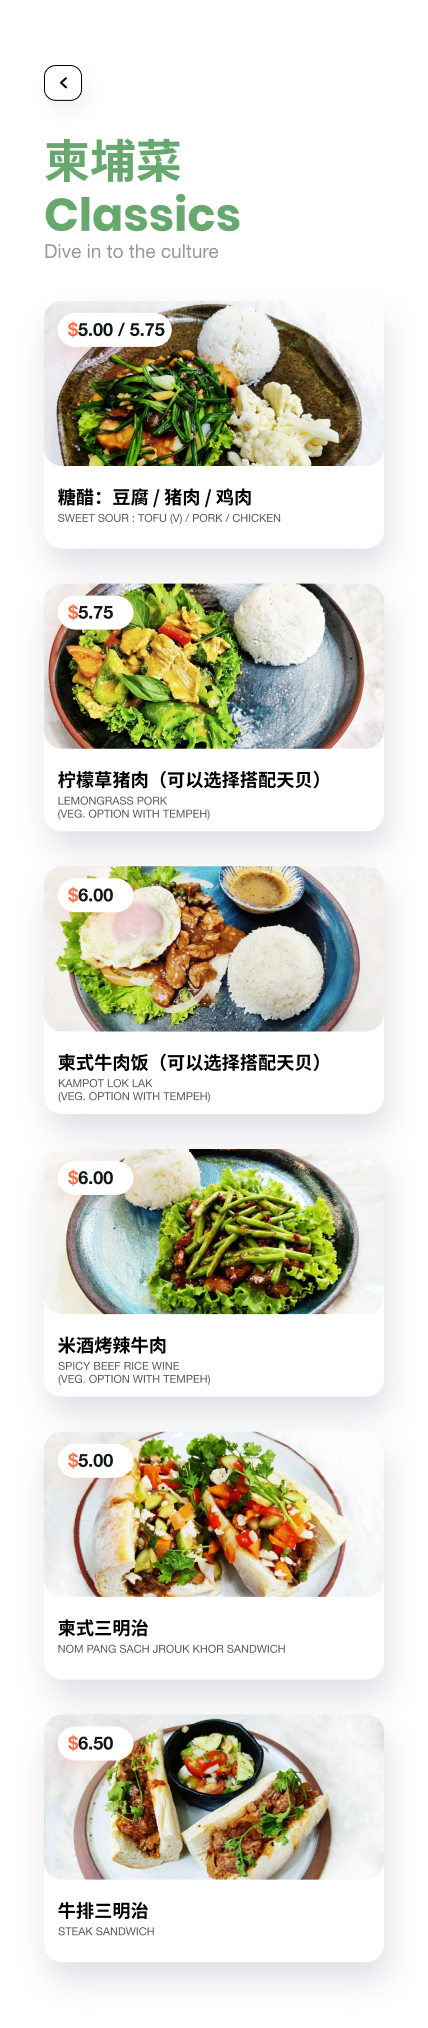 柬埔菜
Classics
Dive in to the culture
$5.00 / 5.75
糖醋：豆腐 / 猪肉 / 鸡肉
SWEET SOUR : TOFU (V) / PORK / CHICKEN
$5.75
柠檬草猪肉（可以选择搭配天贝）
LEMONGRASS PORK
(VEG. OPTION WITH TEMPEH)
$6.00
柬式牛肉饭（可以选择搭配天贝）
KAMPOT LOK LAK
(VEG. OPTION WITH TEMPEH)
$6.00
米酒烤辣牛肉
SPICY BEEF RICE WINE
(VEG. OPTION WITH TEMPEH)
$5.00
柬式三明治
NOM PANG SACH JROUK KHOR SANDWICH
$6.50
牛排三明治
STEAK SANDWICH